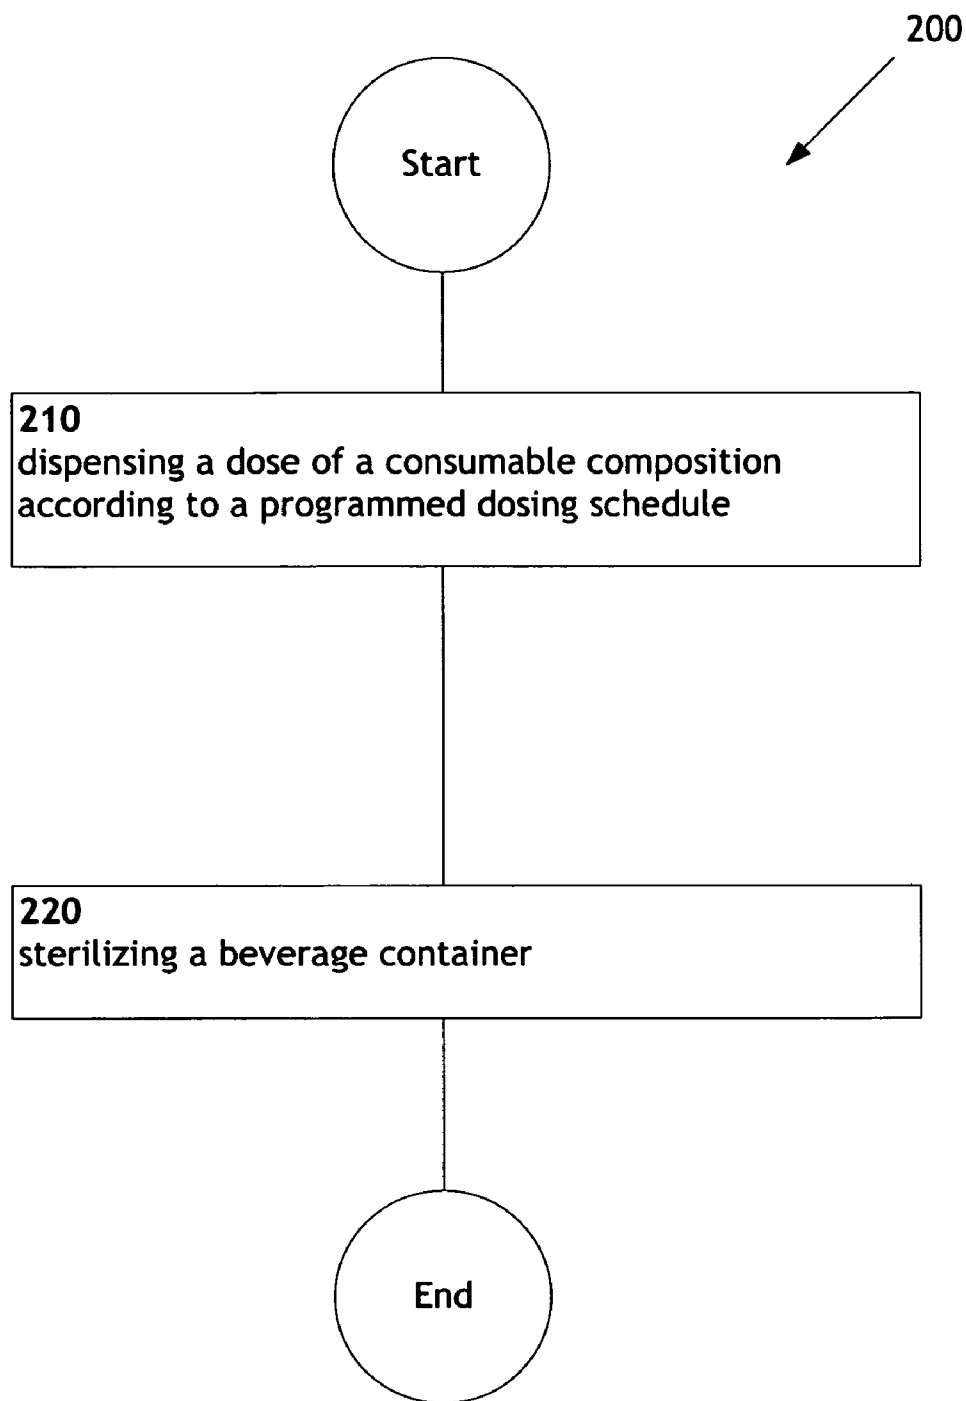 200
Start
210
dispensing a dose of a consumable composition
according to a programmed dosing schedule
220
sterilizing a beverage container
End